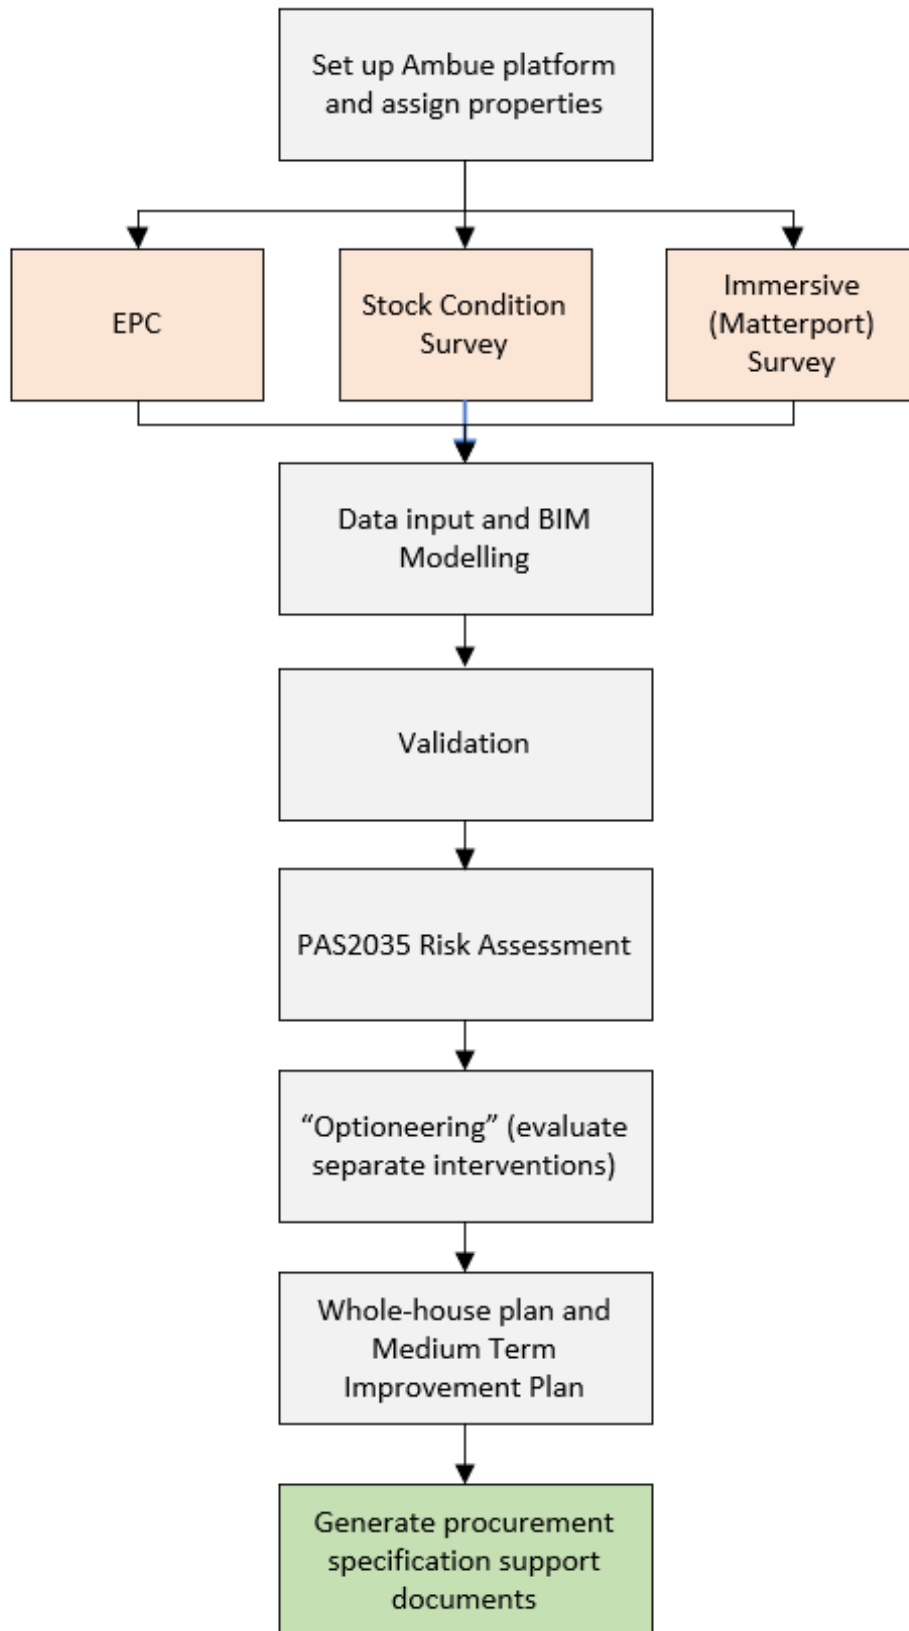 Set up Ambue platform
and assign properties
EPC
Stock Condition
Survey
Immersive
(Matterport)
Survey
Data input and BIM
Modelling
Validation
PAS2035 Risk Assessment
“Optioneering” (evaluate
separate interventions)
Whole-house plan and
Medium Term
Improvement Plan
Generate procurement
specification support
documents